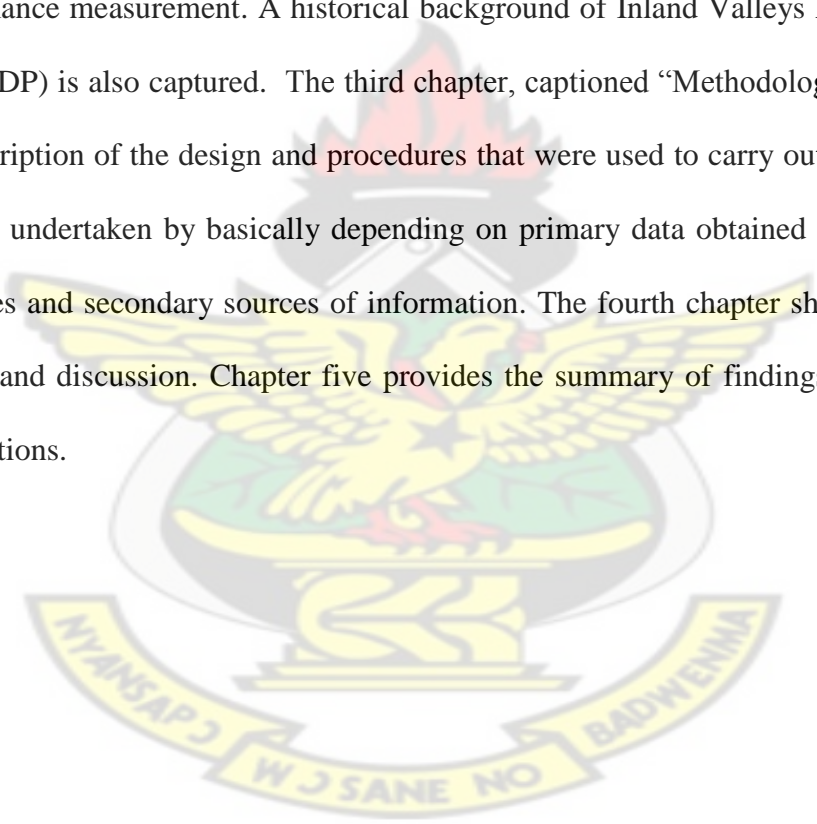 ance measurement. A historical background of Inland Valleys
DP) is also captured. The third chapter, captioned “Methodolog
ription of the design and procedures that were used to carry ou
undertaken by basically depending on primary data obtained
es and secondary sources of information. The fourth chapter sh
and discussion. Chapter five provides the summary of findings
tions.
NYANSAPƆ
WƆSANE NO
BADWENMA